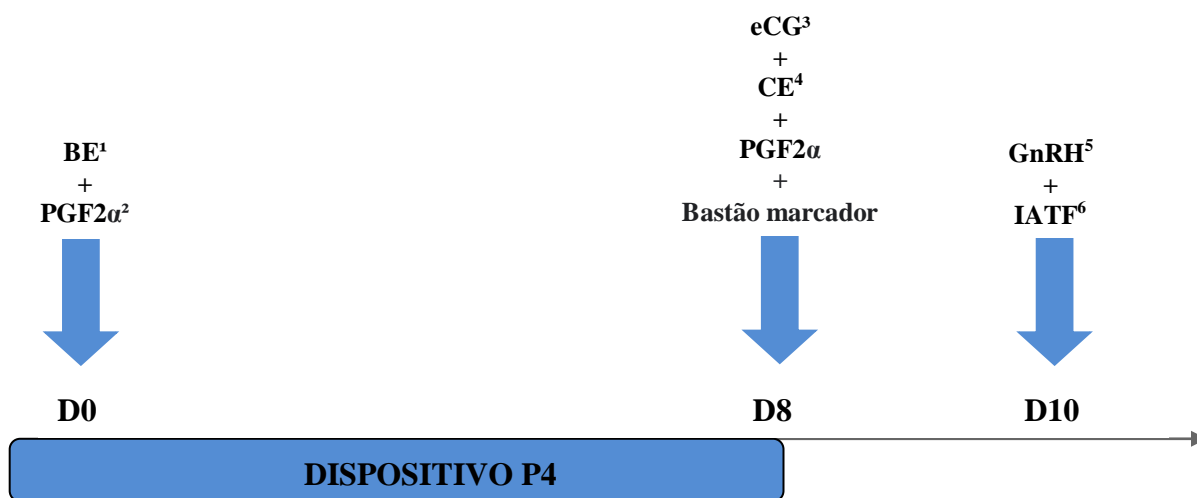 BE¹
+
PGF2α²
eCG³
+
CE⁴
+
PGF2α
+
Bastão marcador
GnRH⁵
+
IATF⁶
D0
D8
D10
DISPOSITIVO P4